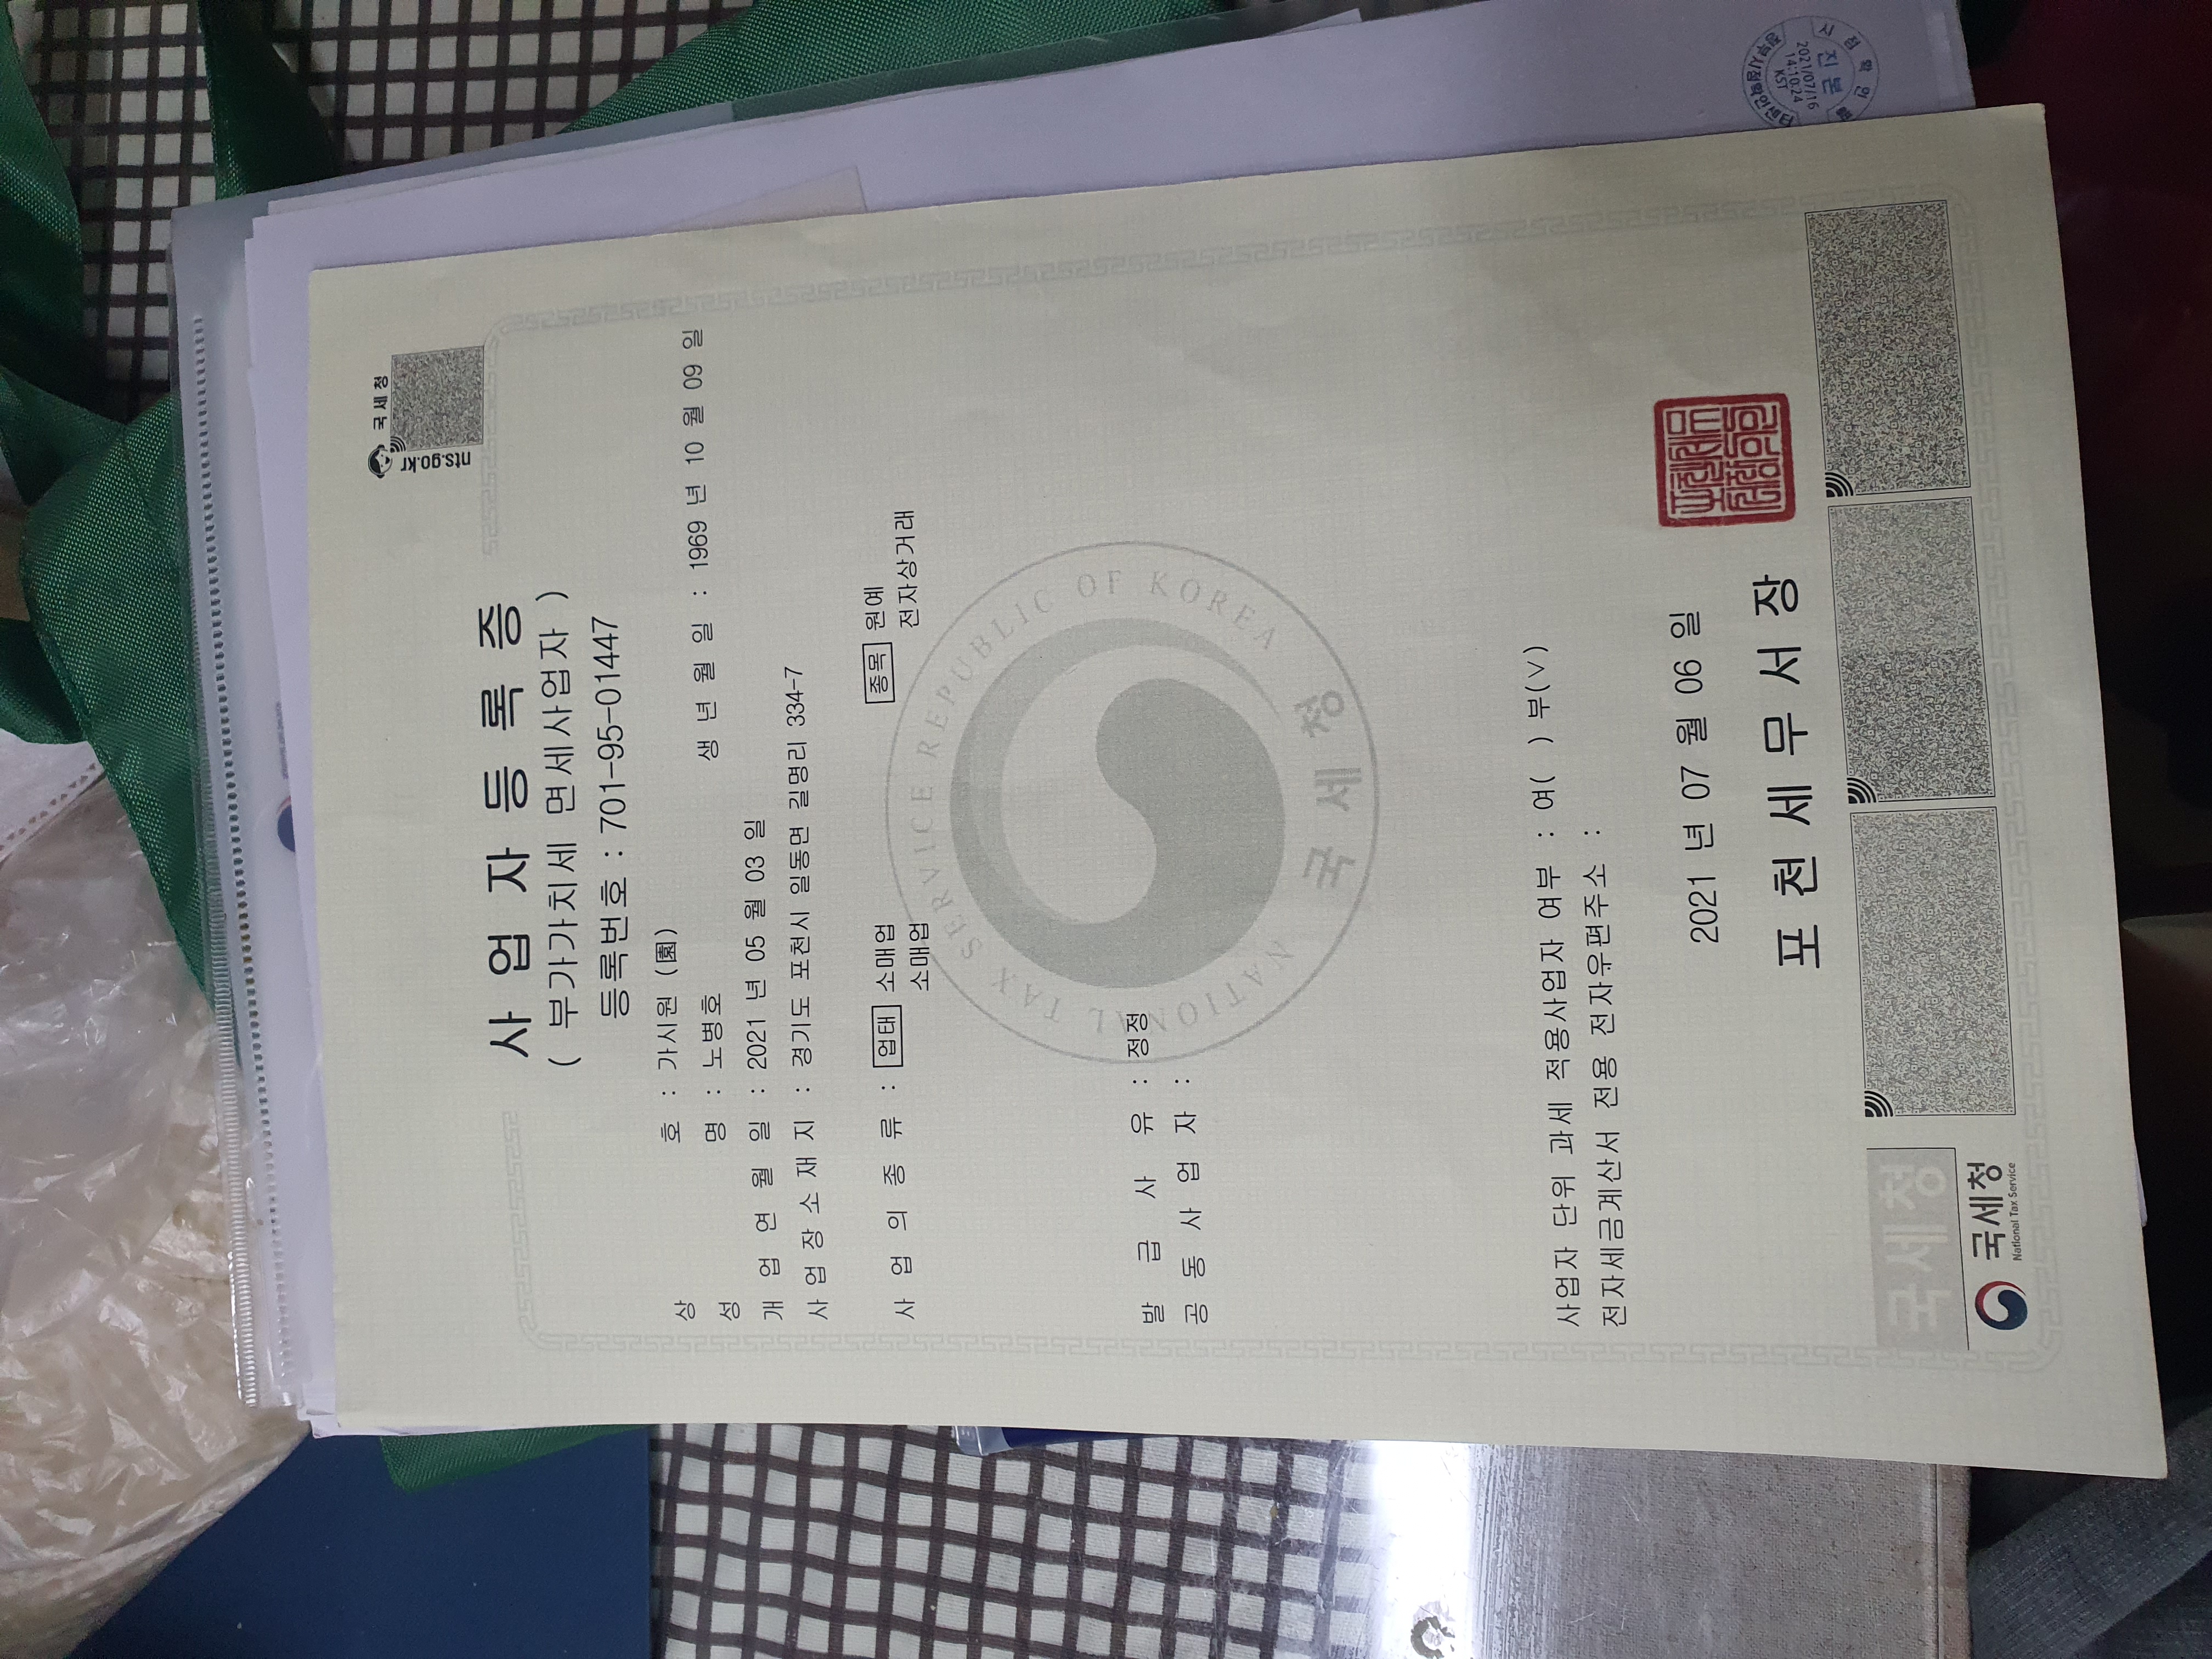 국세청
nts.go.kr
사업자등록증
( 부가가치세 면세사업자 )
등록번호 : 701-95-01447
상 호 : 가시원 (園)
성 명 : 노병호 생년월일 : 1969 년 10 월 09 일
개업연월일 : 2021 년 05 월 03 일
사업장소재지 : 경기도 포천시 일동면 길명리 334-7
사업의종류 : 업태 소매업 종목 원예
소매업 전자상거래
NATIONAL TAX SERVICE REPUBLIC OF KOREA
국세청
발급사유 : 정정
공동사업자 :
사업자 단위 과세 적용사업자 여부 : 여( ) 부(∨)
전자세금계산서 전용 전자우편주소 :
2021 년 07 월 06 일
포천세무서장
포천세무서장의인
국세청
국세청
National Tax Service
2021/07/16
14:10:24
KST